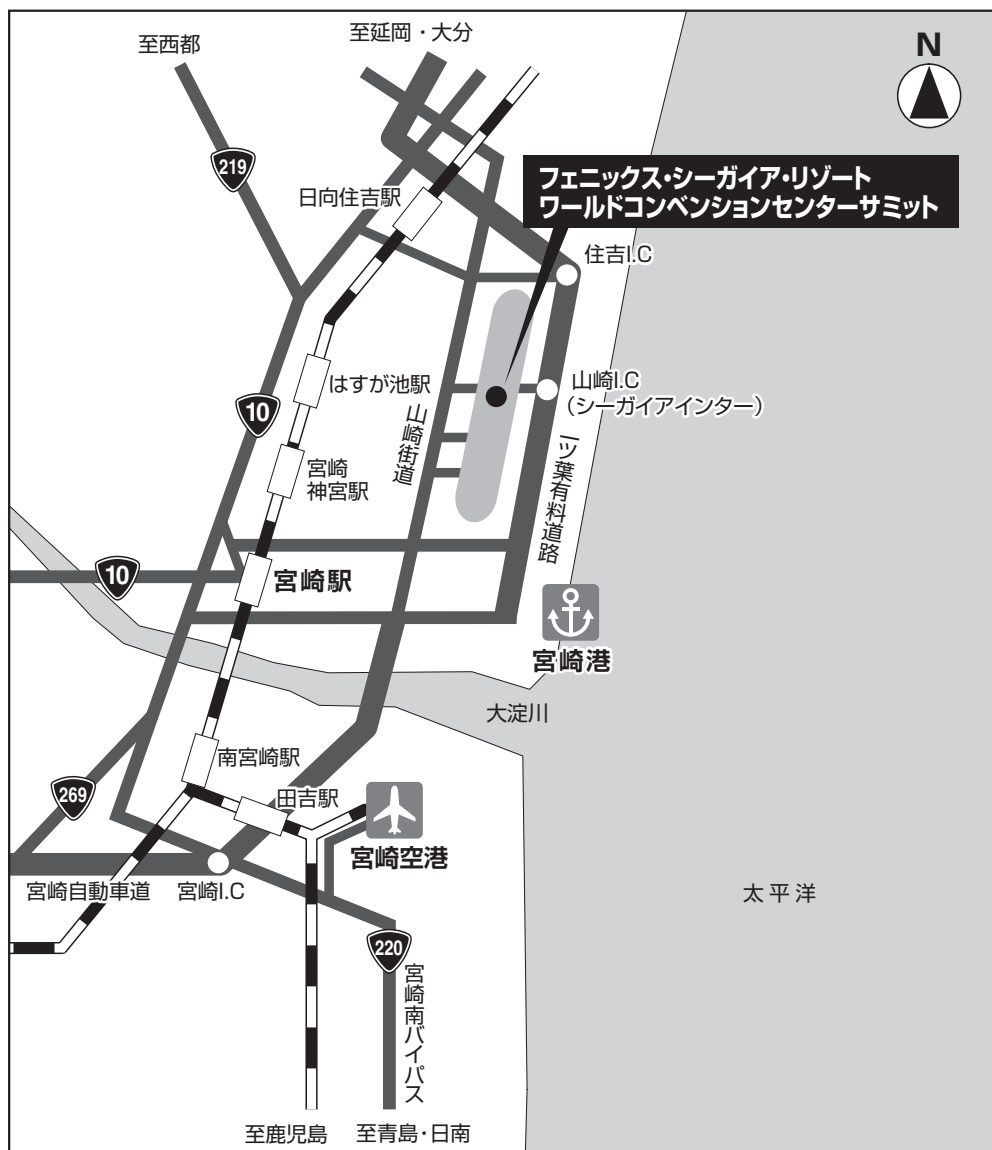 至延岡・大分
至西都
N
219
フェニックス・シーガイア・リゾート
ワールドコンベンションセンターサミット
日向住吉駅
住吉I.C
はすが池駅
山崎I.C
（シーガイアインター）
10
山崎街道
一ツ葉有料道路
宮崎
神宮駅
10
宮崎駅
宮崎港
大淀川
南宮崎駅
269
田吉駅
宮崎空港
宮崎自動車道
宮崎I.C
太平洋
220
宮崎南バイパス
至鹿児島
至青島・日南